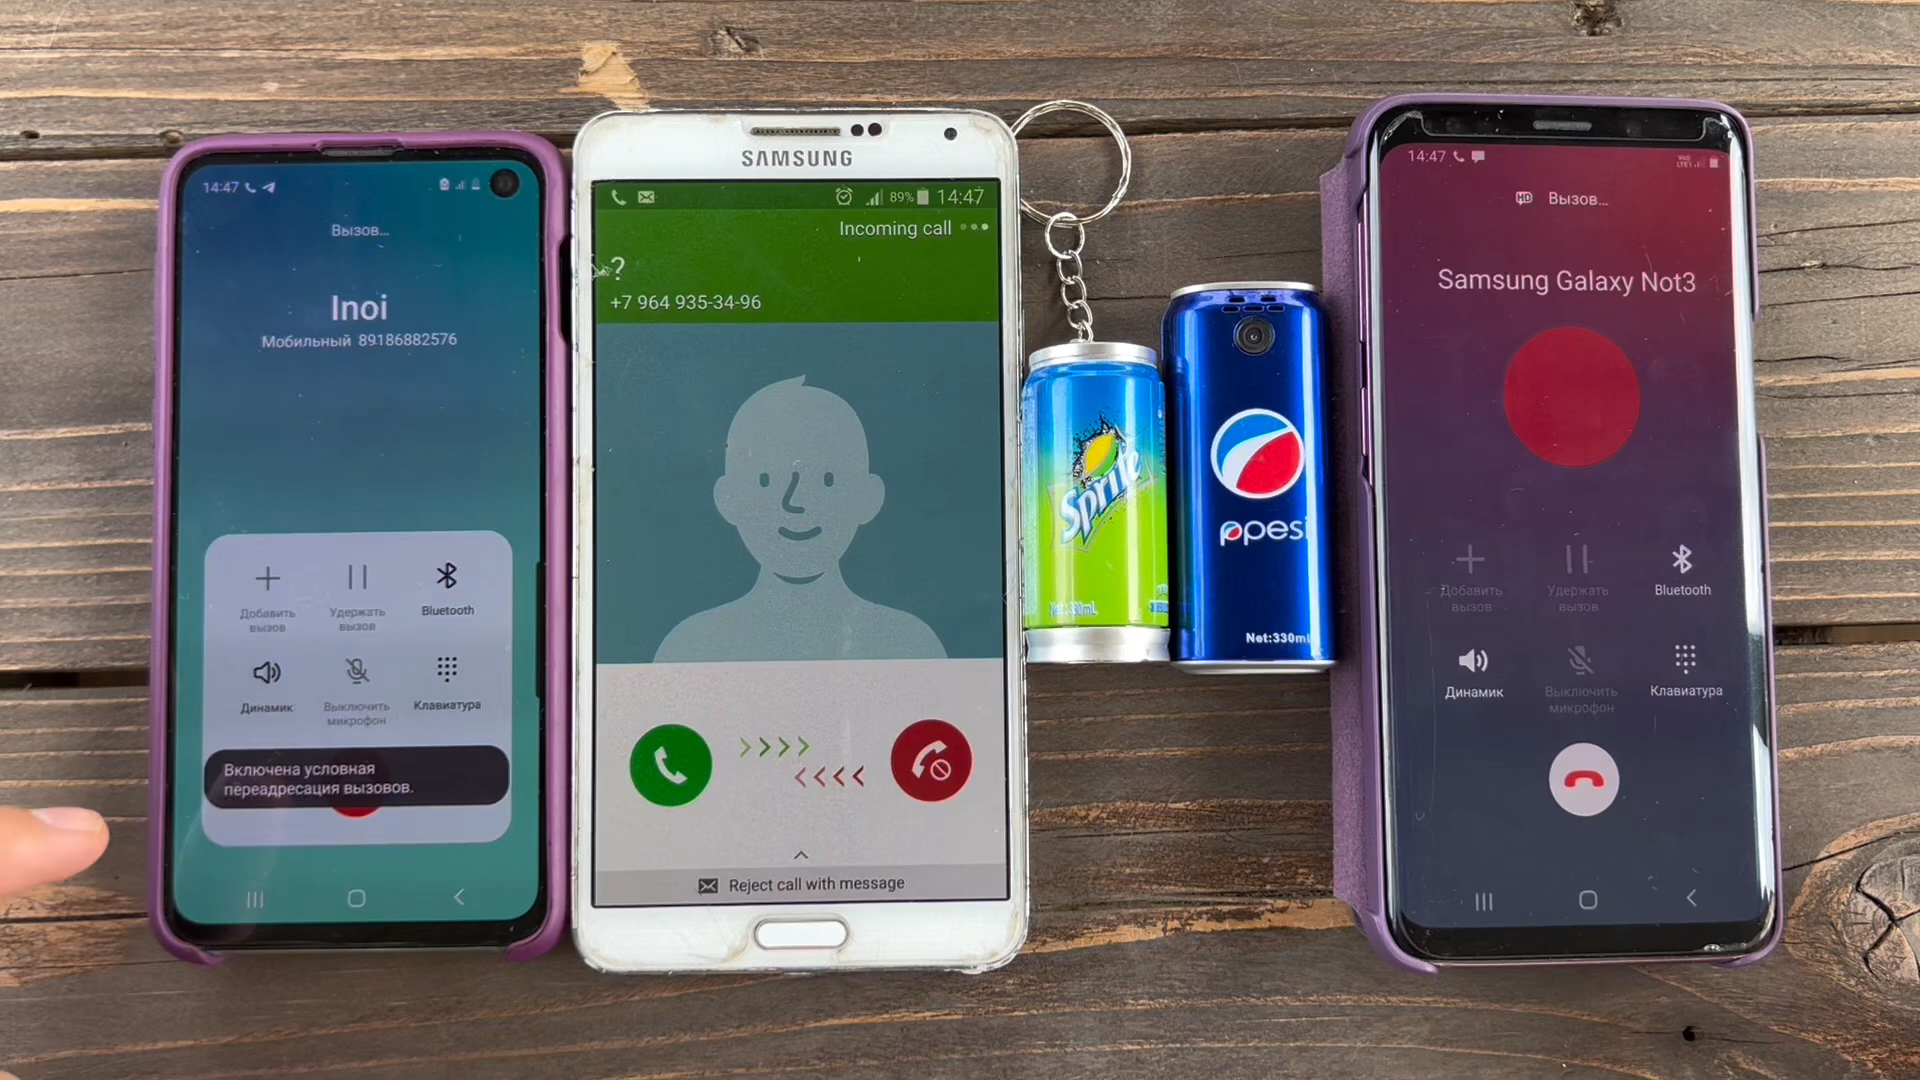 14:47
Вызов...
Inoi
Мобильный 89186882576
Добавить
вызов
Удержать
вызов
Bluetooth
Динамик
Выключить
микрофон
Клавиатура
Включена условная
переадресация вызовов.
SAMSUNG
89% 14:47
Incoming call
?
+7 964 935-34-96
Reject call with message
Sprite
Net:330mL
ppesi
Net:330ml
14:47
HD Вызов...
Samsung Galaxy Not3
Добавить
вызов
Удержать
вызов
Bluetooth
Динамик
Выключить
микрофон
Клавиатура